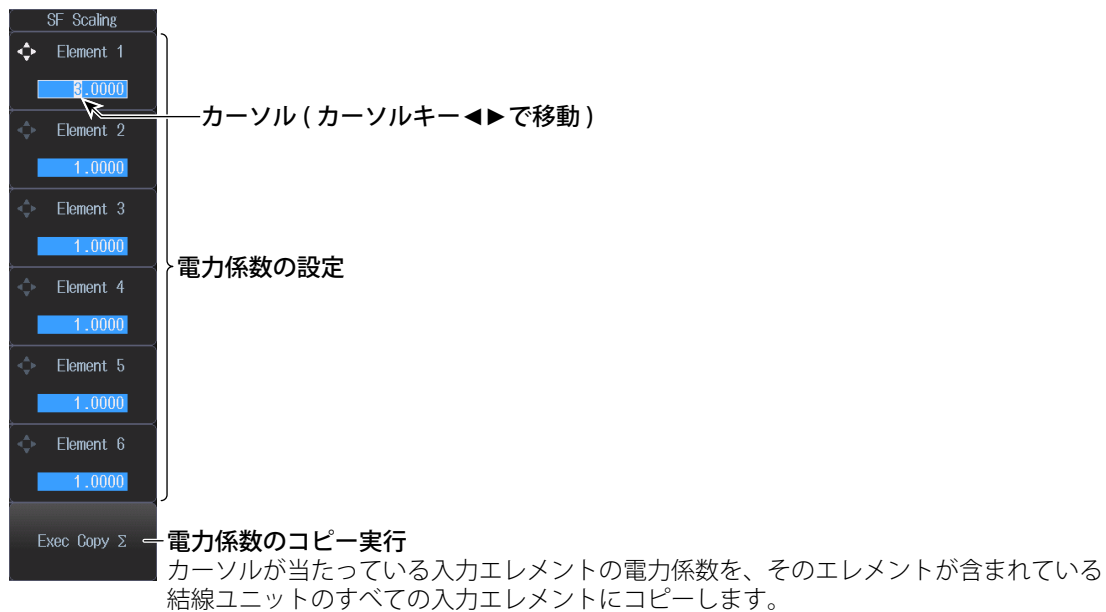 SF Scaling
Element 1
3.0000
カーソル ( カーソルキー◄►で移動 )
Element 2
1.0000
Element 3
1.0000
電力係数の設定
Element 4
1.0000
Element 5
1.0000
Element 6
1.0000
Exec Copy Σ
電力係数のコピー実行
カーソルが当たっている入力エレメントの電力係数を、そのエレメントが含まれている
結線ユニットのすべての入力エレメントにコピーします。